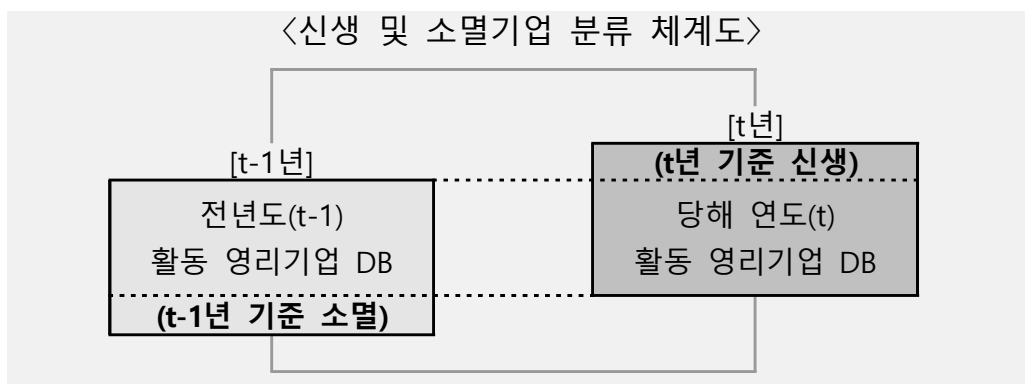 〈신생 및 소멸기업 분류 체계도〉
[t-1년]
전년도(t-1)
활동 영리기업 DB
(t-1년 기준 소멸)
[t년]
(t년 기준 신생)
당해 연도(t)
활동 영리기업 DB